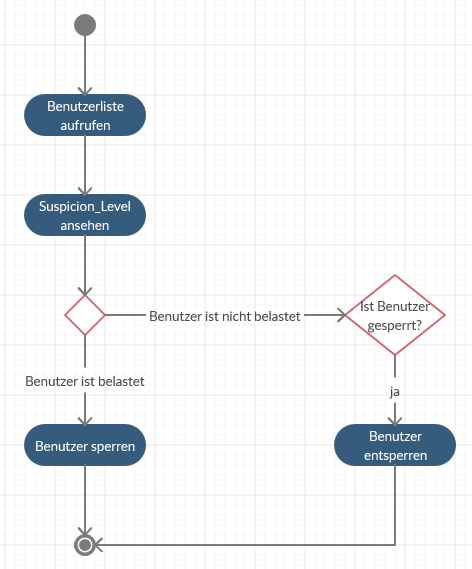 Benutzerliste
aufrufen
Suspicion_Level
ansehen
Benutzer ist nicht belastet
Ist Benutzer
gesperrt?
Benutzer ist belastet
ja
Benutzer sperren
Benutzer
entsperren